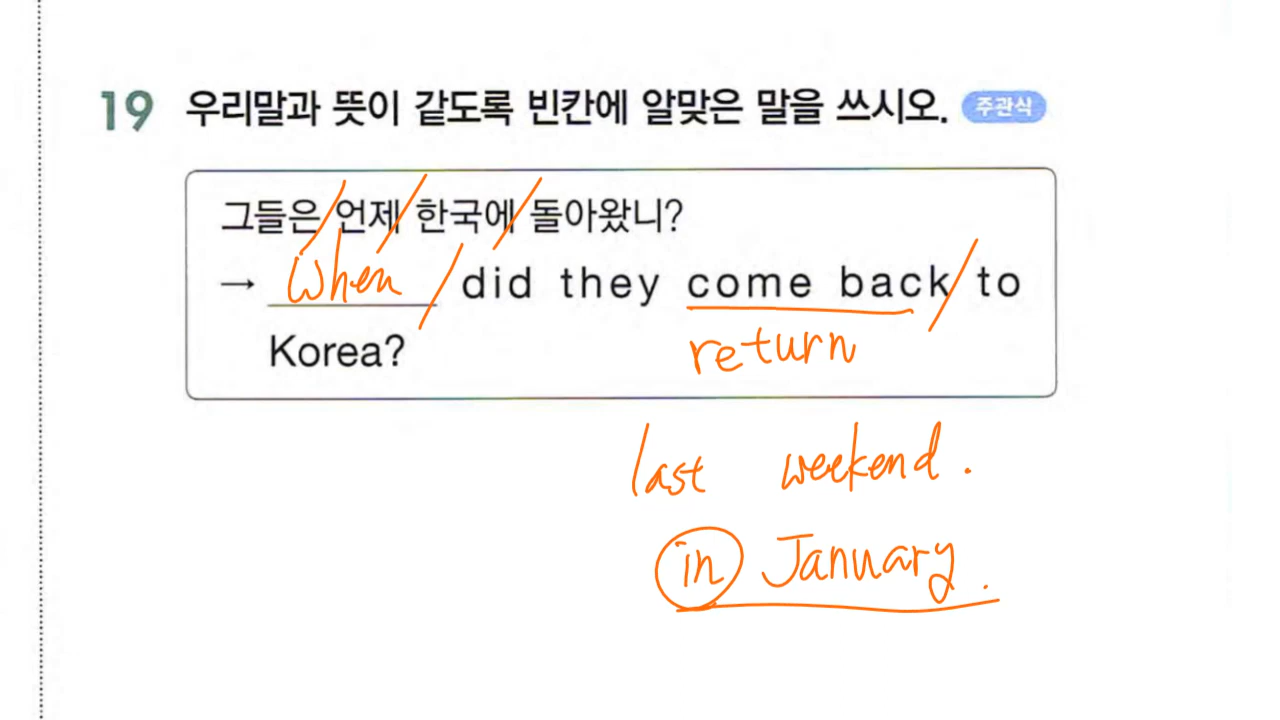 19 우리말과 뜻이 같도록 빈칸에 알맞은 말을 쓰시오. 주관식
그들은 언제 한국에 돌아왔니?
→ When did they come back to
Korea?
return
last weekend.
in January.